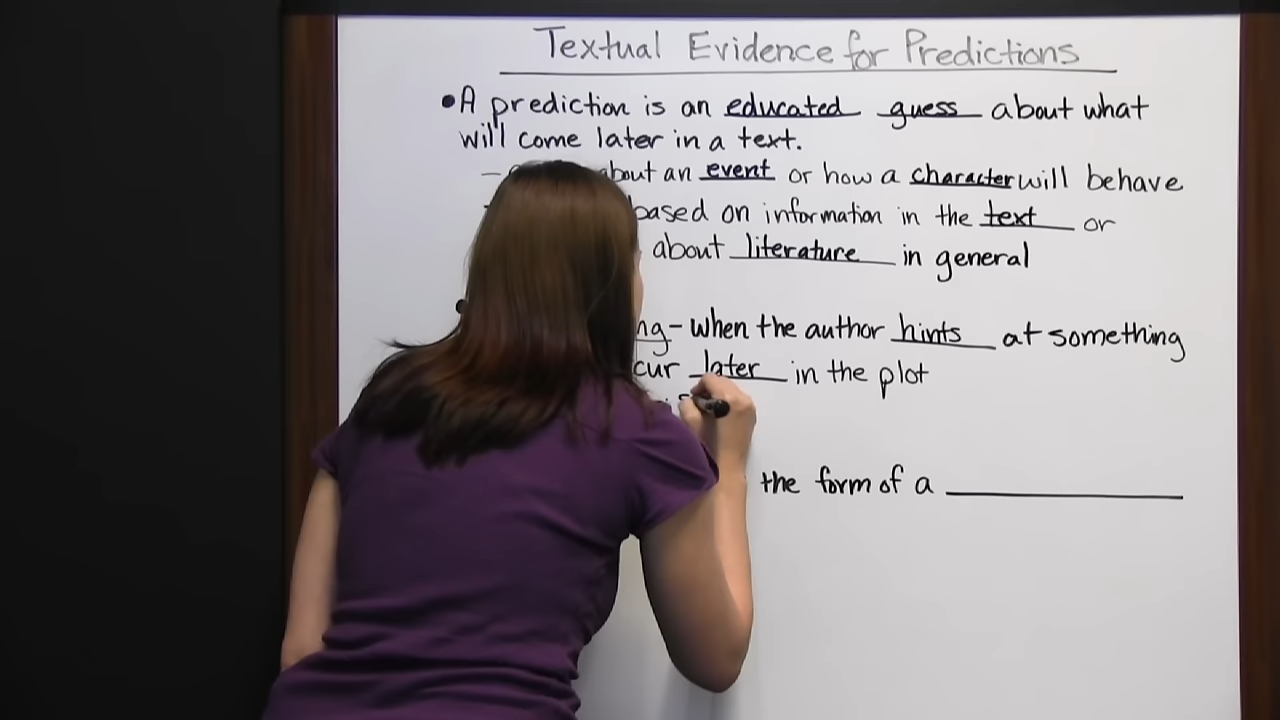 Textual Evidence for Predictions
• A prediction is an educated guess about what
will come later in a text.
– about an event or how a character will behave
based on information in the text or
about literature in general
•
ng - when the author hints at something
cur later in the plot
the form of a